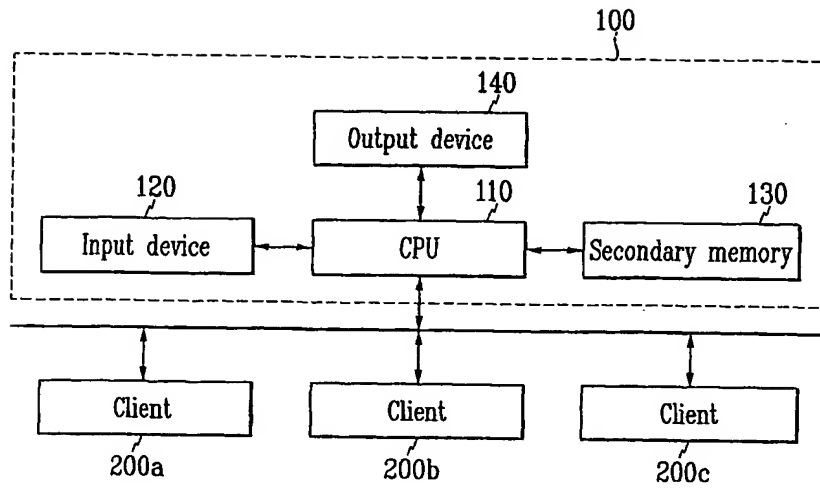 100
140
Output device
120
110
130
Input device
CPU
Secondary memory
Client
Client
Client
200a
200b
200c